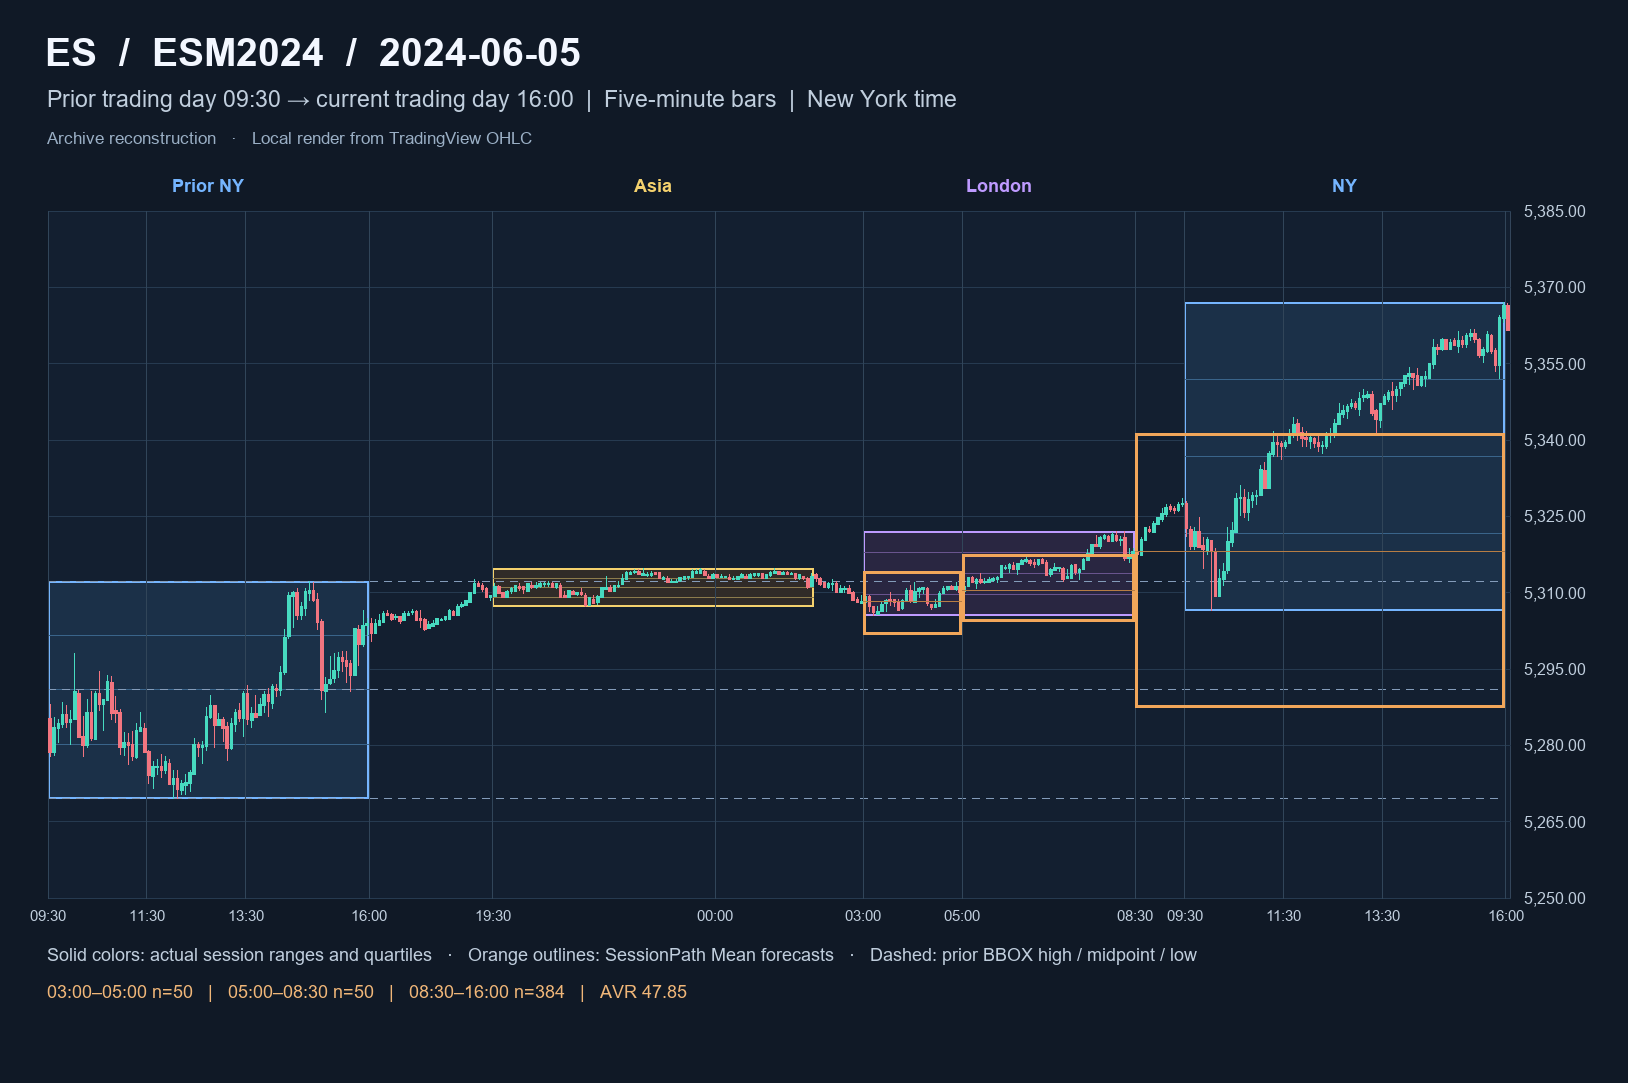 ES / ESM2024 / 2024-06-05
Prior trading day 09:30 → current trading day 16:00 | Five-minute bars | New York time
Archive reconstruction · Local render from TradingView OHLC
Prior NY Asia London NY
5,385.00
5,370.00
5,355.00
5,340.00
5,325.00
5,310.00
5,295.00
5,280.00
5,265.00
5,250.00
09:30 11:30 13:30 16:00 19:30 00:00 03:00 05:00 08:30 09:30 11:30 13:30 16:00
Solid colors: actual session ranges and quartiles · Orange outlines: SessionPath Mean forecasts · Dashed: prior BBOX high / midpoint / low
03:00–05:00 n=50 | 05:00–08:30 n=50 | 08:30–16:00 n=384 | AVR 47.85